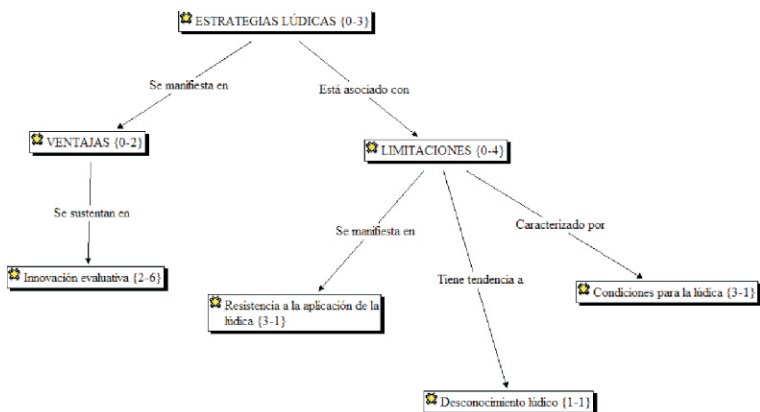 ESTRATEGIAS LÚDICAS {0-3}
Se manifiesta en
Está asociado con
VENTAJAS {0-2}
LIMITACIONES {0-4}
Se sustentan en
Se manifiesta en
Caracterizado por
Innovación evaluativa {2-6}
Tiene tendencia a
Condiciones para la lúdica {3-1}
Resistencia a la aplicación de la
lúdica {3-1}
Desconocimiento lúdico {1-1}